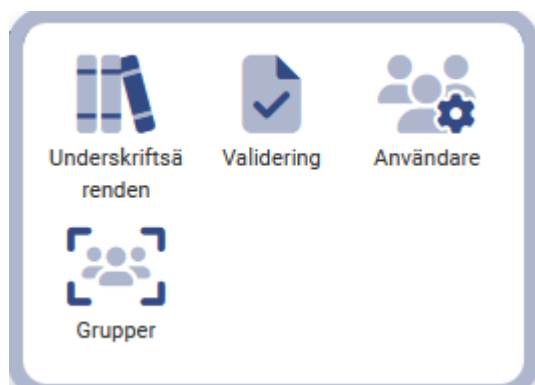 Underskriftsä
renden
Validering
Användare
Grupper